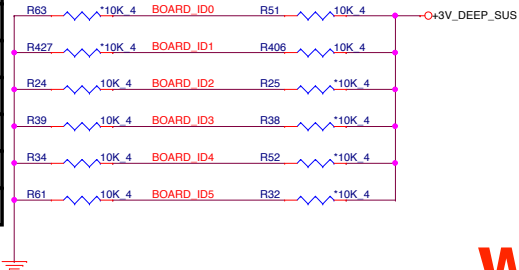 R63 *10K_4 BOARD_ID0 R51 10K_4 +3V_DEEP_SUS
R427 *10K_4 BOARD_ID1 R406 10K_4
R24 10K_4 BOARD_ID2 R25 *10K_4
R39 10K_4 BOARD_ID3 R38 *10K_4
R34 10K_4 BOARD_ID4 R52 *10K_4
R61 10K_4 BOARD_ID5 R32 *10K_4